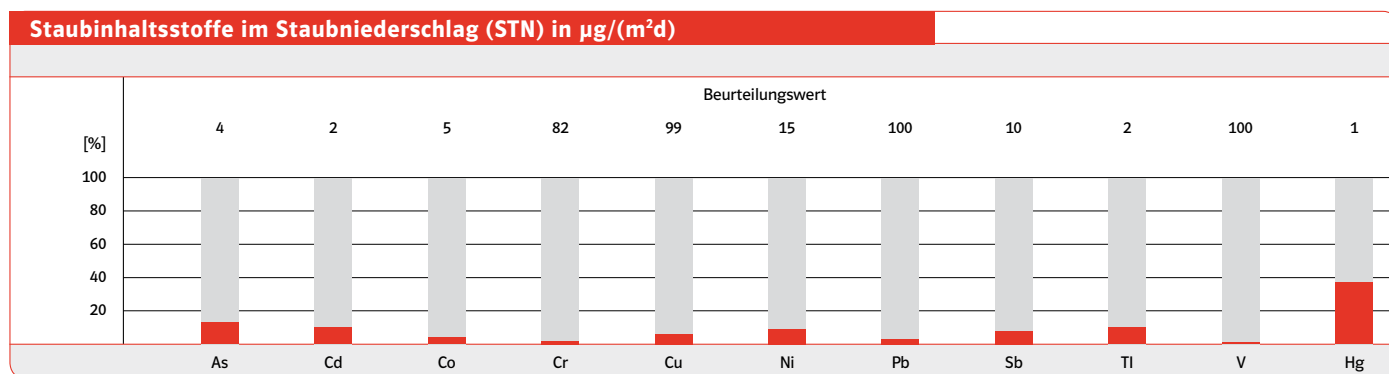 Staubinhaltsstoffe im Staubniederschlag (STN) in µg/(m²d)
Beurteilungswert
4 2 5 82 99 15 100 10 2 100 1
[%]
100
80
60
40
20
As Cd Co Cr Cu Ni Pb Sb Tl V Hg